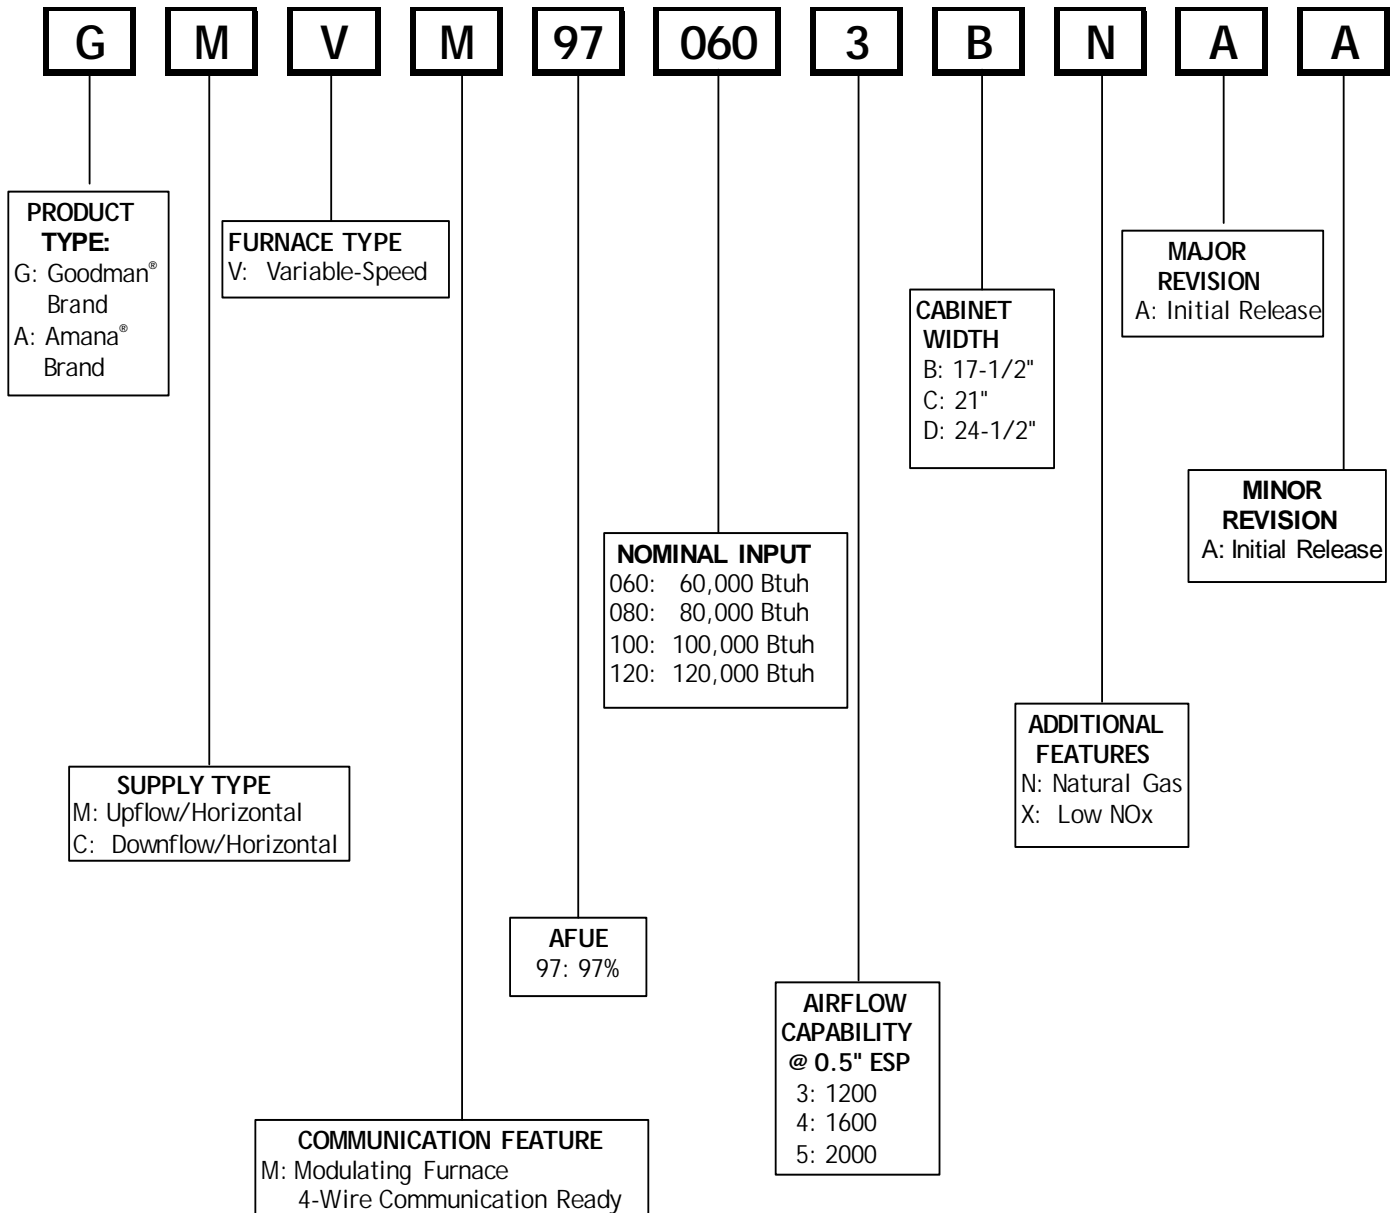 G M V M 97 060 3 B N A A
PRODUCT
TYPE:
G: Goodman®
Brand
A: Amana®
Brand
FURNACE TYPE
V: Variable-Speed
MAJOR
REVISION
A: Initial Release
CABINET
WIDTH
B: 17-1/2"
C: 21"
D: 24-1/2"
MINOR
REVISION
A: Initial Release
NOMINAL INPUT
060: 60,000 Btuh
080: 80,000 Btuh
100: 100,000 Btuh
120: 120,000 Btuh
ADDITIONAL
FEATURES
N: Natural Gas
X: Low NOx
SUPPLY TYPE
M: Upflow/Horizontal
C: Downflow/Horizontal
AFUE
97: 97%
AIRFLOW
CAPABILITY
@ 0.5" ESP
3: 1200
4: 1600
5: 2000
COMMUNICATION FEATURE
M: Modulating Furnace
4-Wire Communication Ready